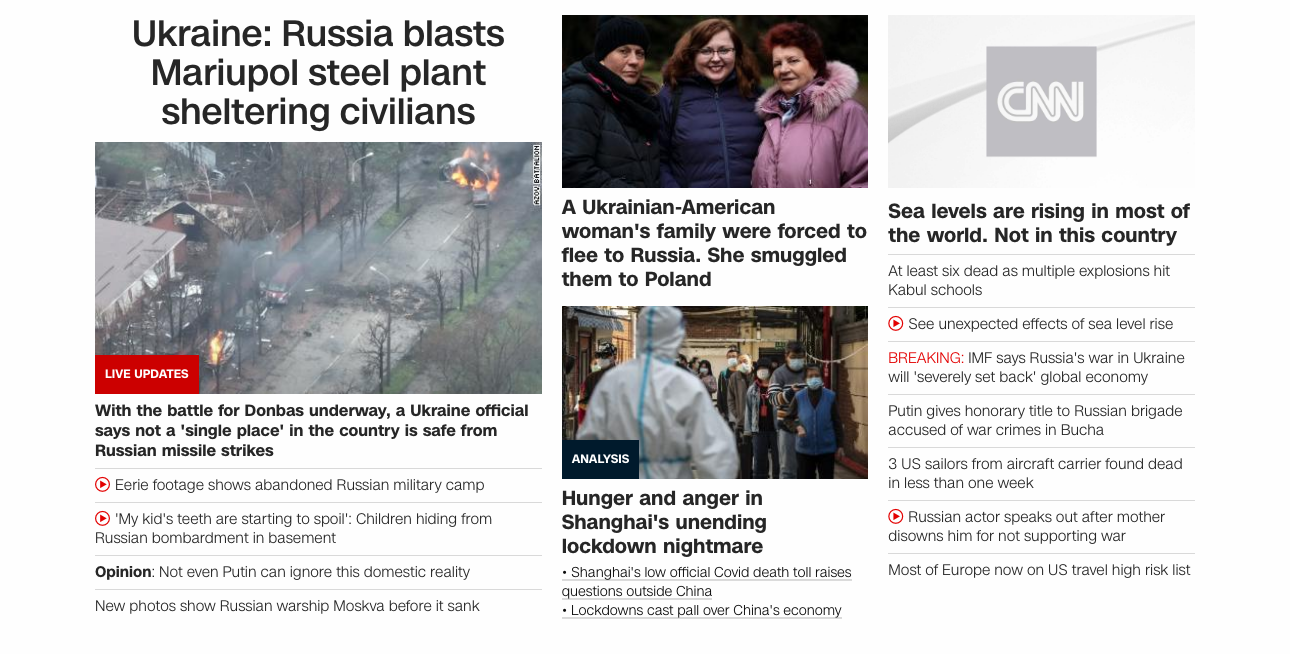 Ukraine: Russia blasts
Mariupol steel plant
sheltering civilians
AZOV BATTALION
LIVE UPDATES
With the battle for Donbas underway, a Ukraine official
says not a 'single place' in the country is safe from
Russian missile strikes
Eerie footage shows abandoned Russian military camp
'My kid's teeth are starting to spoil': Children hiding from
Russian bombardment in basement
Opinion: Not even Putin can ignore this domestic reality
New photos show Russian warship Moskva before it sank
A Ukrainian-American
woman's family were forced to
flee to Russia. She smuggled
them to Poland
ANALYSIS
Hunger and anger in
Shanghai's unending
lockdown nightmare
• Shanghai's low official Covid death toll raises
questions outside China
• Lockdowns cast pall over China's economy
CNN
Sea levels are rising in most of
the world. Not in this country
At least six dead as multiple explosions hit
Kabul schools
See unexpected effects of sea level rise
BREAKING: IMF says Russia's war in Ukraine
will 'severely set back' global economy
Putin gives honorary title to Russian brigade
accused of war crimes in Bucha
3 US sailors from aircraft carrier found dead
in less than one week
Russian actor speaks out after mother
disowns him for not supporting war
Most of Europe now on US travel high risk list